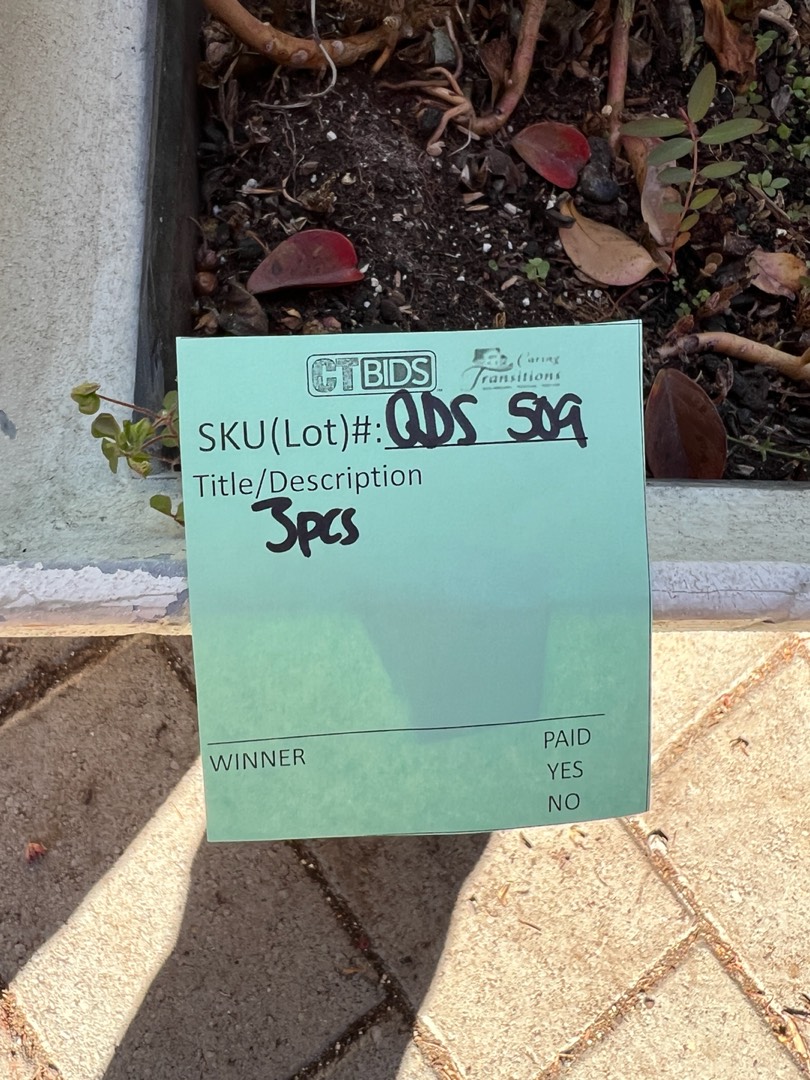 CTBIDS
Caring
Transitions
SKU(Lot)#: QDS 509
Title/Description
3pcs
WINNER
PAID
YES
NO